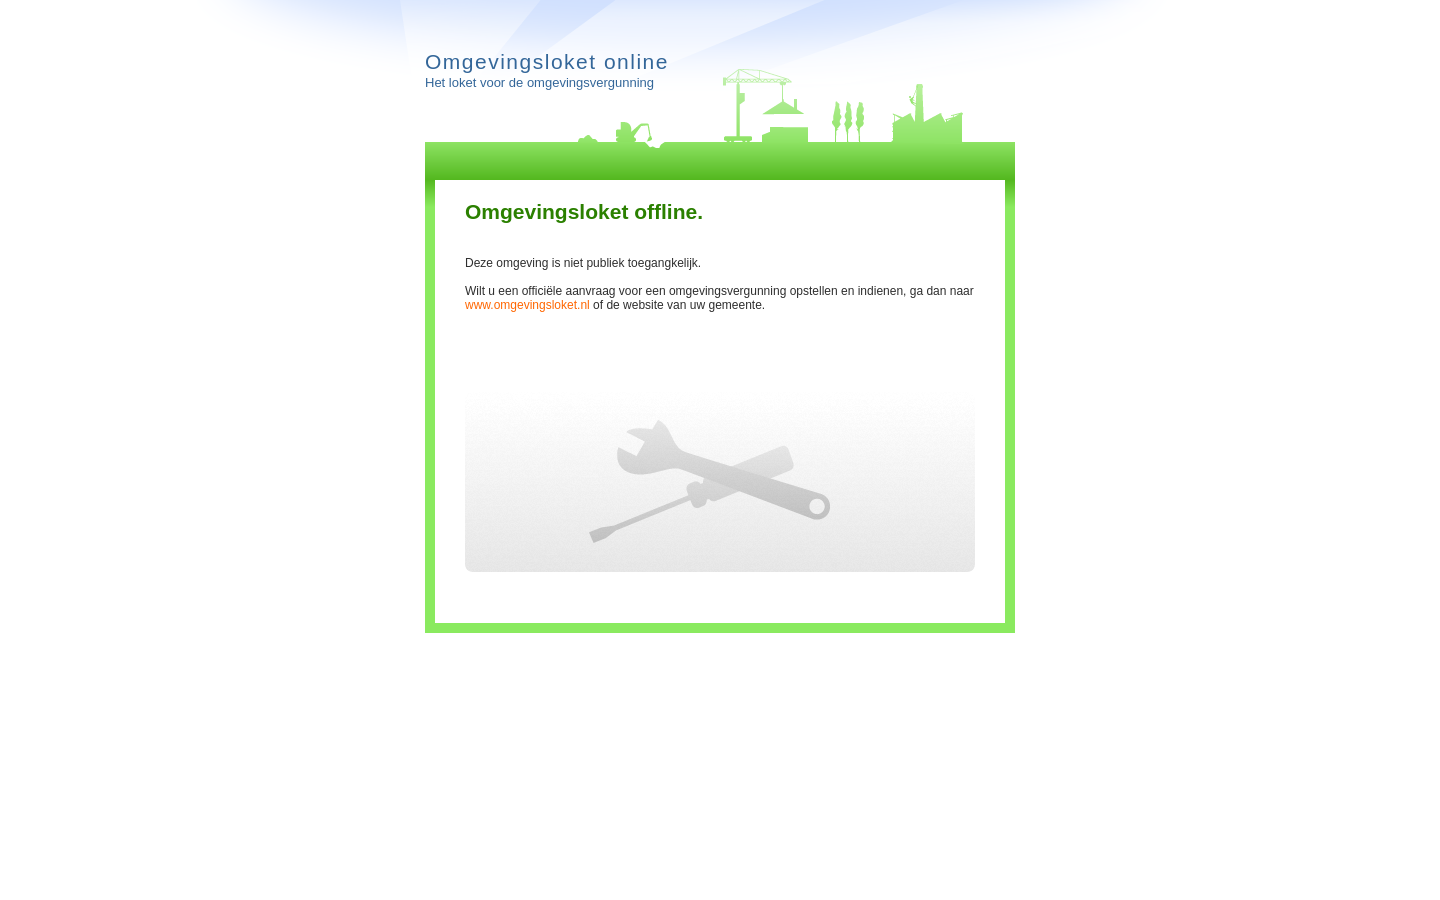 Omgevingsloket online
Het loket voor de omgevingsvergunning
Omgevingsloket offline.
Deze omgeving is niet publiek toegangkelijk.
Wilt u een officiële aanvraag voor een omgevingsvergunning opstellen en indienen, ga dan naar
www.omgevingsloket.nl of de website van uw gemeente.